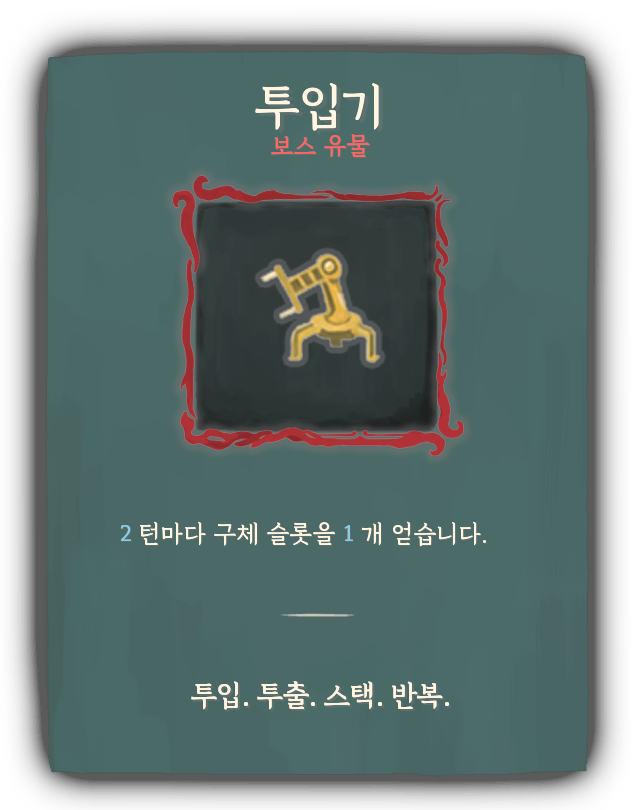 투입기
보스 유물
2 턴마다 구체 슬롯을 1 개 얻습니다.
투입. 투출. 스택. 반복.